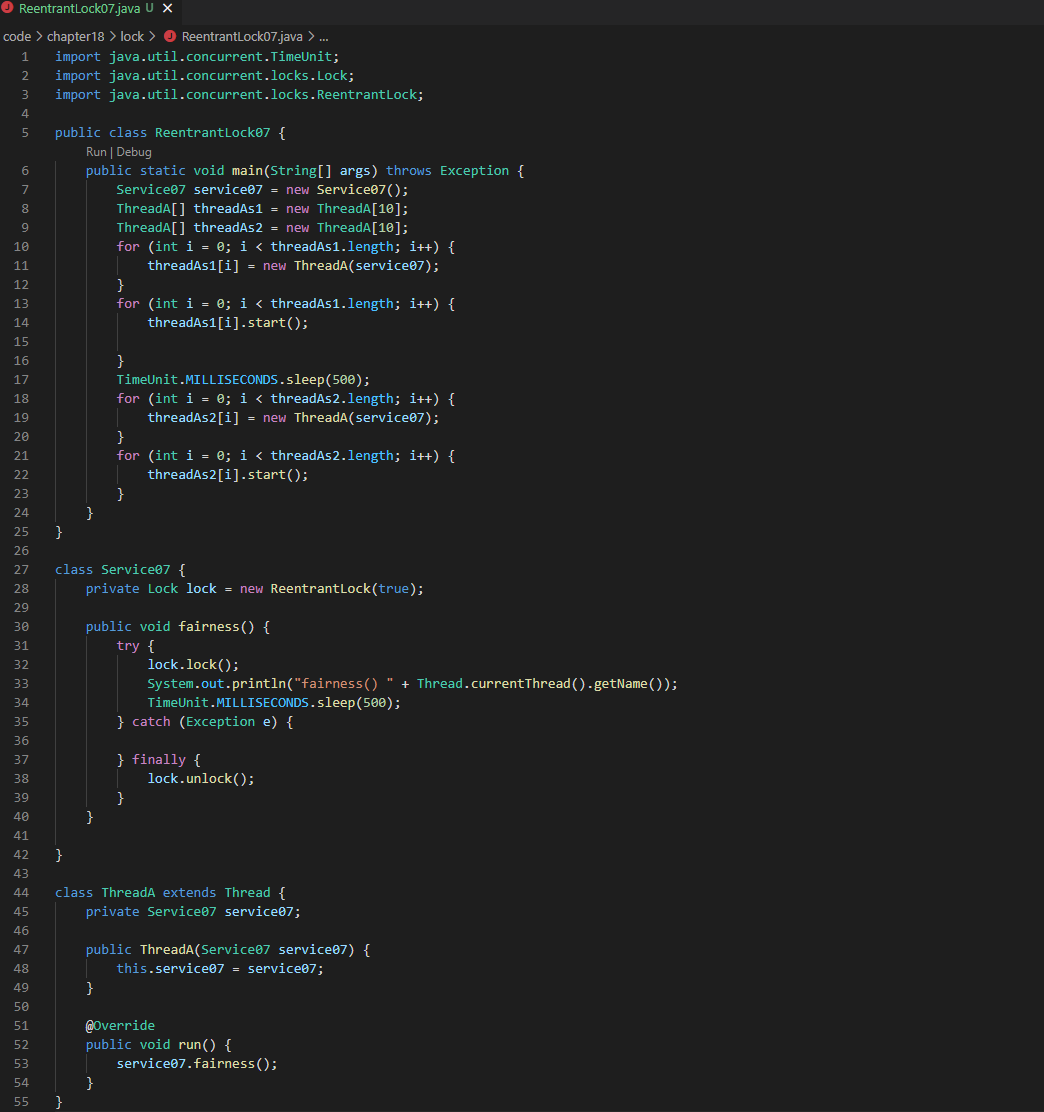 ReentrantLock07.java U ×
code > chapter18 > lock > ReentrantLock07.java > ...
1 import java.util.concurrent.TimeUnit;
2 import java.util.concurrent.locks.Lock;
3 import java.util.concurrent.locks.ReentrantLock;
4
5 public class ReentrantLock07 {
Run | Debug
6     public static void main(String[] args) throws Exception {
7         Service07 service07 = new Service07();
8         ThreadA[] threadAs1 = new ThreadA[10];
9         ThreadA[] threadAs2 = new ThreadA[10];
10         for (int i = 0; i < threadAs1.length; i++) {
11             threadAs1[i] = new ThreadA(service07);
12         }
13         for (int i = 0; i < threadAs1.length; i++) {
14             threadAs1[i].start();
15
16         }
17         TimeUnit.MILLISECONDS.sleep(500);
18         for (int i = 0; i < threadAs2.length; i++) {
19             threadAs2[i] = new ThreadA(service07);
20         }
21         for (int i = 0; i < threadAs2.length; i++) {
22             threadAs2[i].start();
23         }
24     }
25 }
26
27 class Service07 {
28     private Lock lock = new ReentrantLock(true);
29
30     public void fairness() {
31         try {
32             lock.lock();
33             System.out.println("fairness() " + Thread.currentThread().getName());
34             TimeUnit.MILLISECONDS.sleep(500);
35         } catch (Exception e) {
36
37         } finally {
38             lock.unlock();
39         }
40     }
41
42 }
43
44 class ThreadA extends Thread {
45     private Service07 service07;
46
47     public ThreadA(Service07 service07) {
48         this.service07 = service07;
49     }
50
51     @Override
52     public void run() {
53         service07.fairness();
54     }
55 }